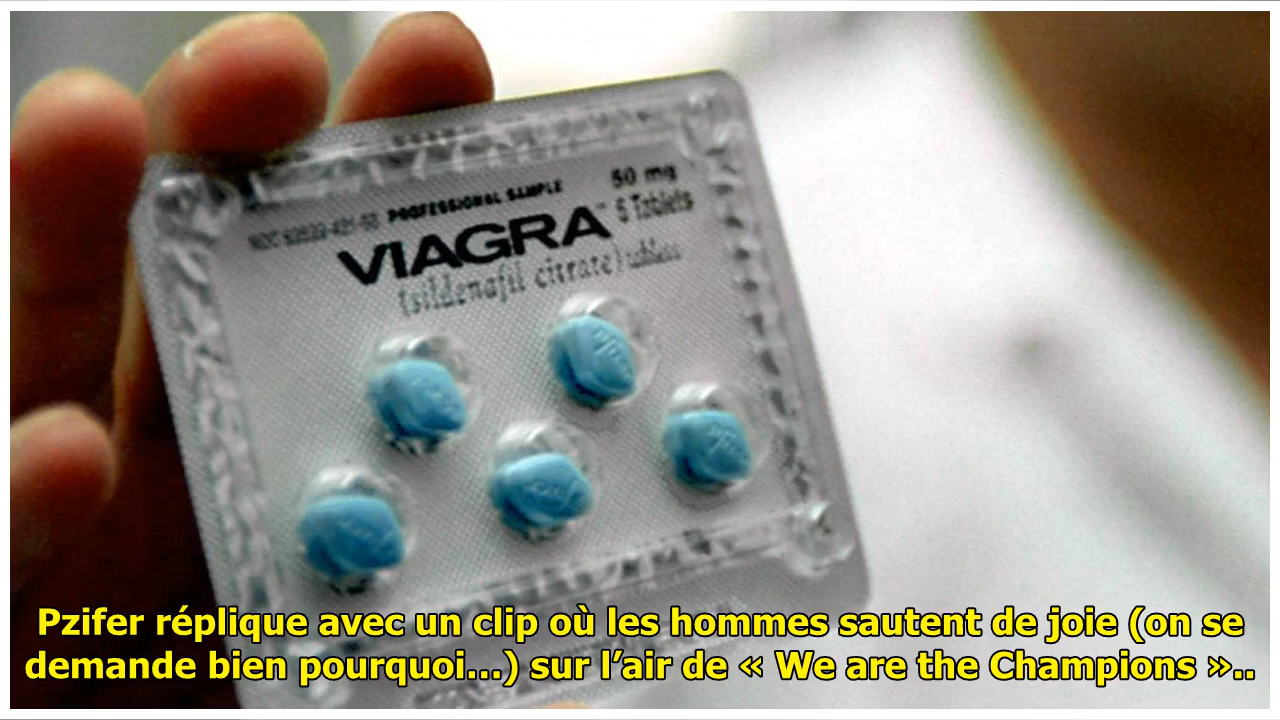 50 mg
PROFESSIONAL SAMPLE
5 Tablets
VIAGRA
(sildenafil citrate) tablets
Pzifer réplique avec un clip où les hommes sautent de joie (on se
demande bien pourquoi...) sur l’air de « We are the Champions »..